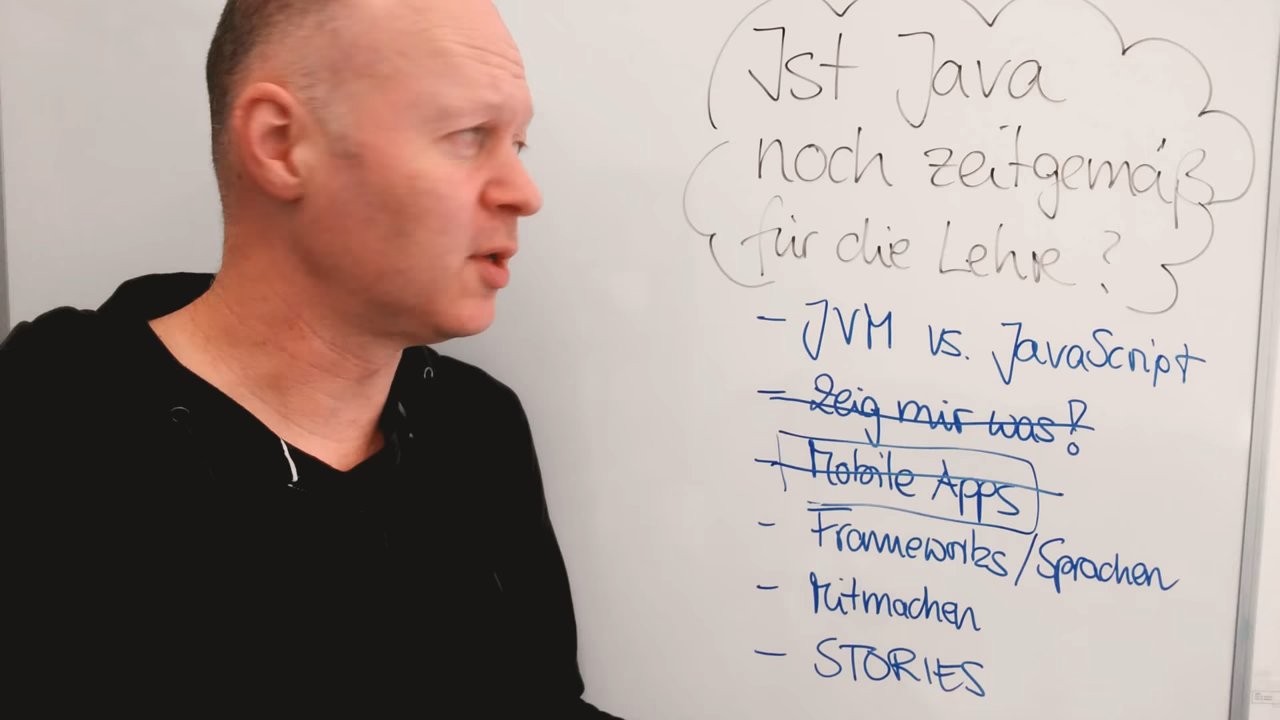 Ist Java
noch zeitgemäß
für die Lehre?
- JVM vs. JavaScript
- Zeig mir was!?
- Mobile Apps
- Frameworks/Sprachen
- Mitmachen
- STORIES